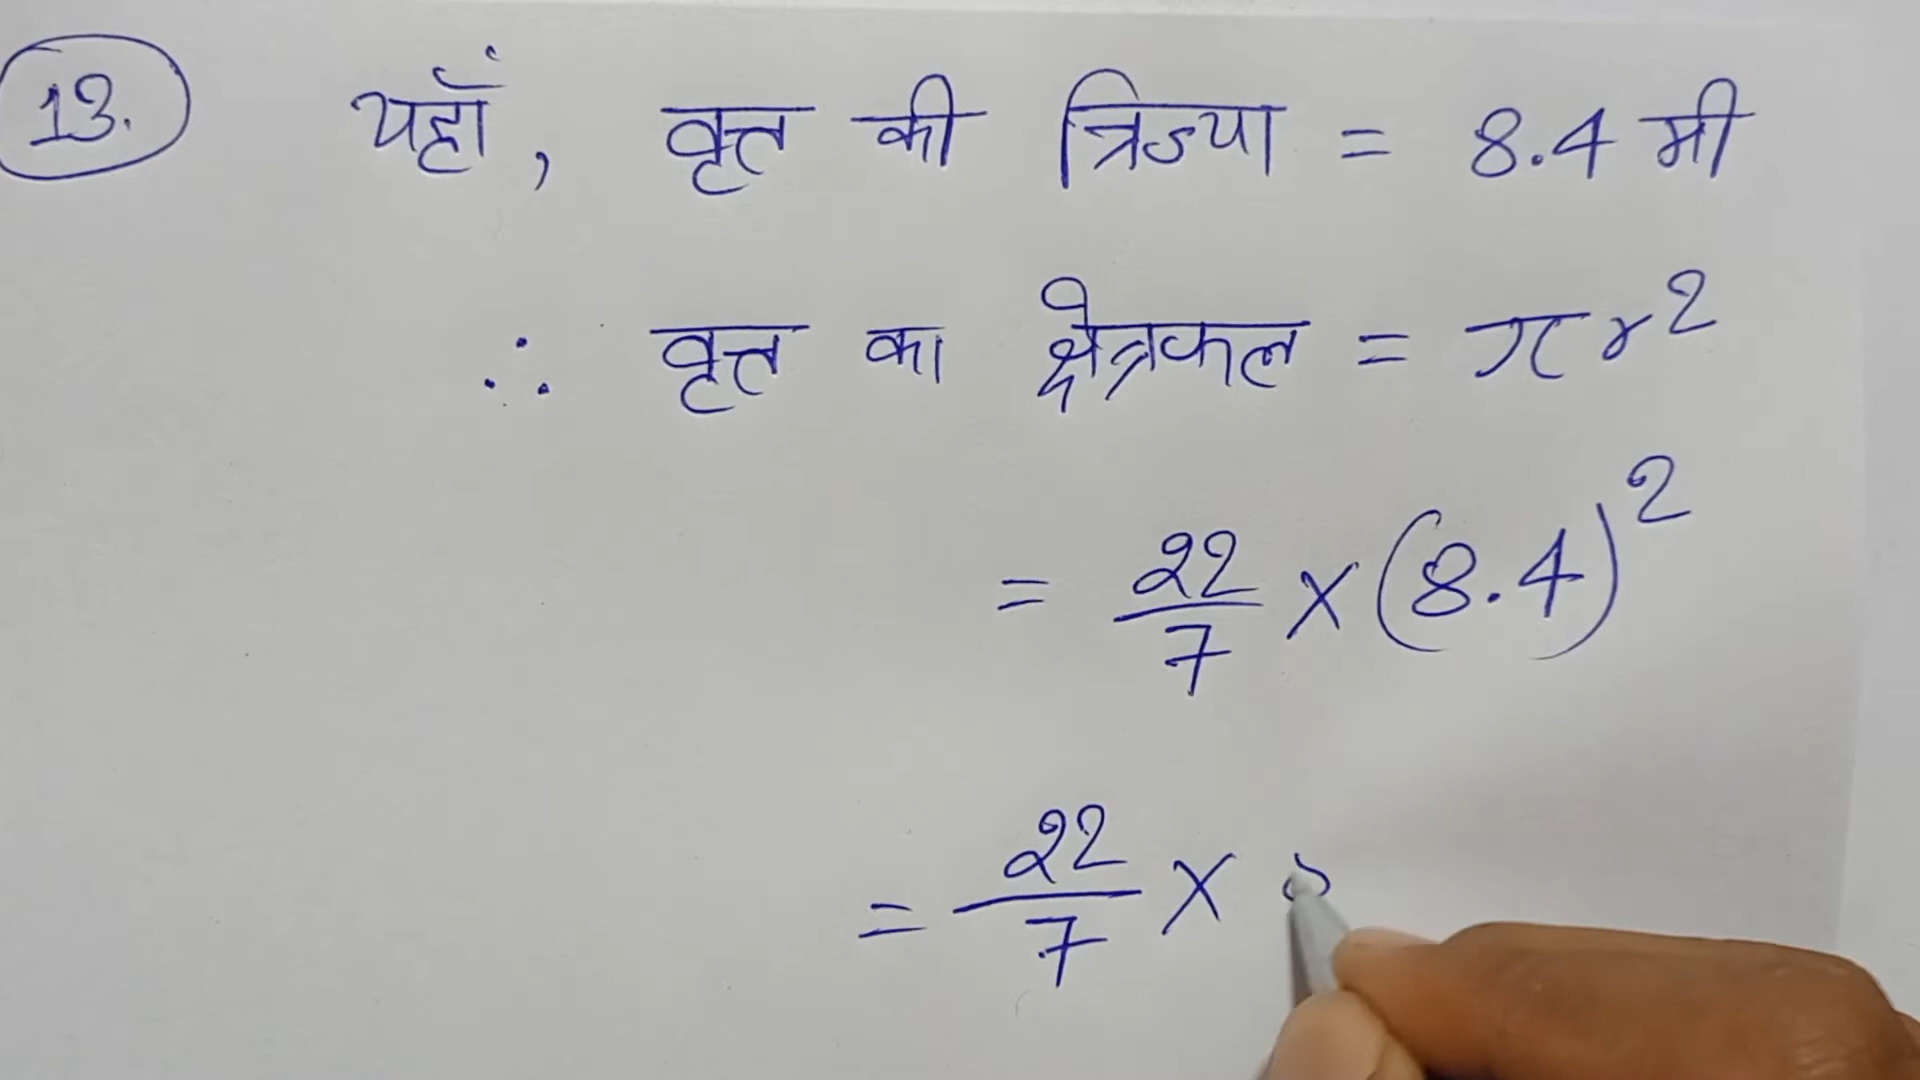 13. यहाँ, वृत्त की त्रिज्या = 8.4 मी
∴ वृत्त का क्षेत्रफल = πr²
= 22/7 × (8.4)²
= 22/7 ×